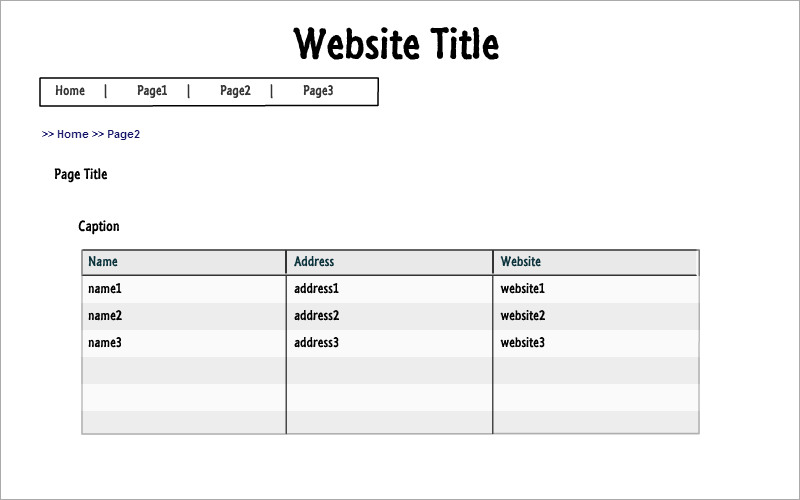 Website Title
Home | Page1 | Page2 | Page3
>> Home >> Page2
Page Title
Caption
Name Address Website
name1 address1 website1
name2 address2 website2
name3 address3 website3